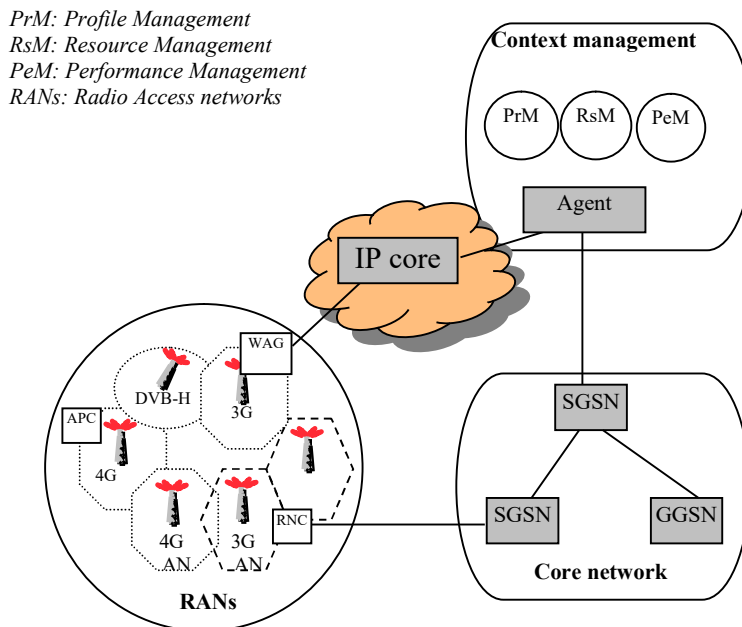 PrM: Profile Management
RsM: Resource Management
PeM: Performance Management
RANs: Radio Access networks
Context management
PrM
RsM
PeM
Agent
IP core
WAG
DVB-H
3G
APC
4G
SGSN
4G
AN
3G
AN
RNC
SGSN
GGSN
RANs
Core network